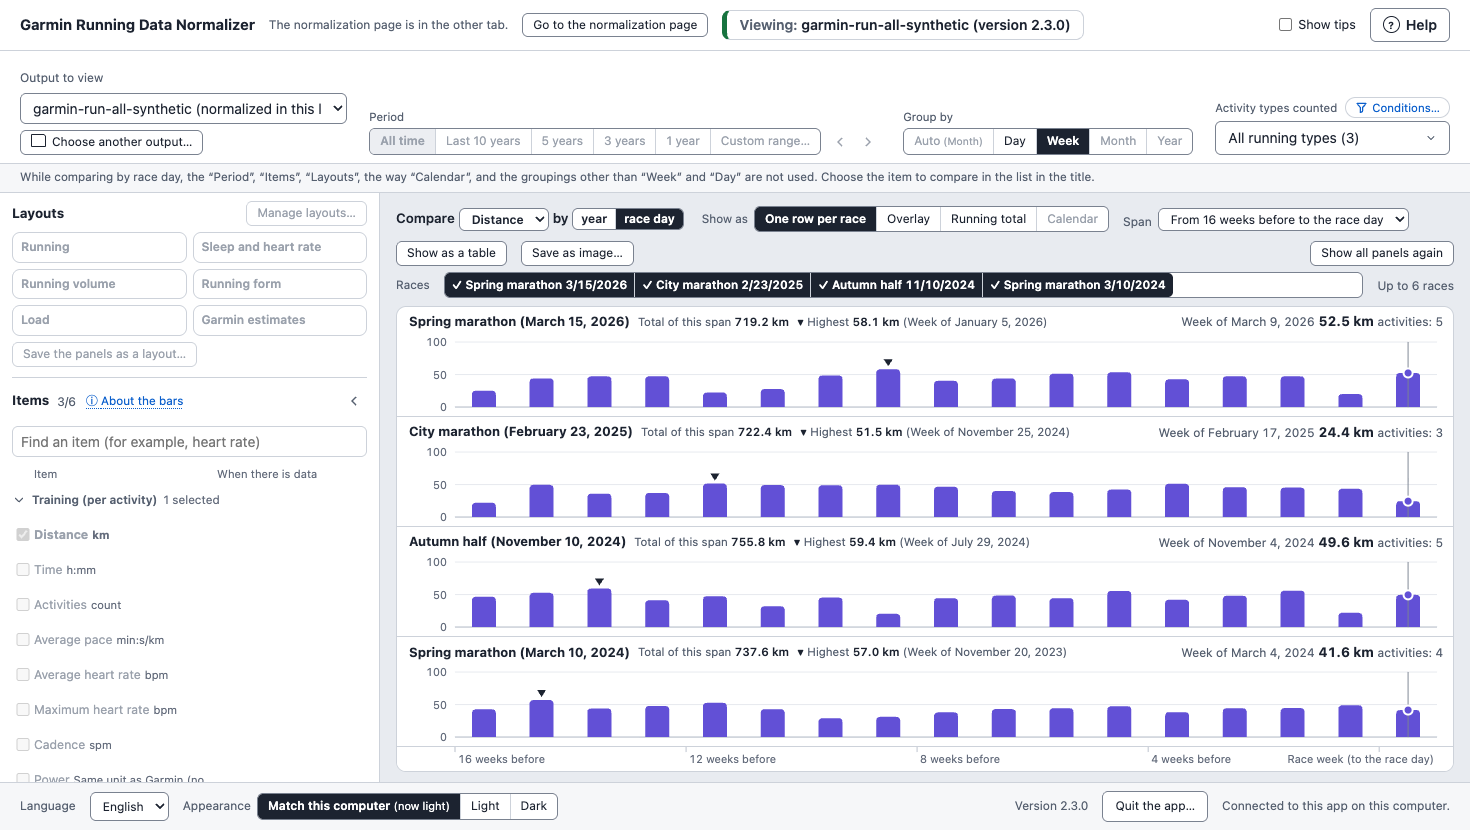 Garmin Running Data Normalizer
The normalization page is in the other tab.
Go to the normalization page
Viewing: garmin-run-all-synthetic (version 2.3.0)
Show tips
Help
Output to view
garmin-run-all-synthetic (normalized in this l
Choose another output...
Period
All time
Last 10 years
5 years
3 years
1 year
Custom range...
Group by
Auto (Month)
Day
Week
Month
Year
Activity types counted
Conditions...
All running types (3)
While comparing by race day, the “Period”, “Items”, “Layouts”, the way “Calendar”, and the groupings other than “Week” and “Day” are not used. Choose the item to compare in the list in the title.
Layouts
Manage layouts...
Running
Sleep and heart rate
Running volume
Running form
Load
Garmin estimates
Save the panels as a layout...
Items 3/6
About the bars
Find an item (for example, heart rate)
Item
When there is data
Training (per activity) 1 selected
Distance km
Time h:mm
Activities count
Average pace min:s/km
Average heart rate bpm
Maximum heart rate bpm
Cadence spm
Power Same unit as Garmin (no
Compare Distance by year race day
Show as One row per race Overlay Running total Calendar
Span From 16 weeks before to the race day
Show as a table
Save as image...
Show all panels again
Races
✓ Spring marathon 3/15/2026
✓ City marathon 2/23/2025
✓ Autumn half 11/10/2024
✓ Spring marathon 3/10/2024
Up to 6 races
Spring marathon (March 15, 2026) Total of this span 719.2 km ▼ Highest 58.1 km (Week of January 5, 2026)
Week of March 9, 2026 52.5 km activities: 5
100
50
0
City marathon (February 23, 2025) Total of this span 722.4 km ▼ Highest 51.5 km (Week of November 25, 2024)
Week of February 17, 2025 24.4 km activities: 3
100
50
0
Autumn half (November 10, 2024) Total of this span 755.8 km ▼ Highest 59.4 km (Week of July 29, 2024)
Week of November 4, 2024 49.6 km activities: 5
100
50
0
Spring marathon (March 10, 2024) Total of this span 737.6 km ▼ Highest 57.0 km (Week of November 20, 2023)
Week of March 4, 2024 41.6 km activities: 4
100
50
0
16 weeks before
12 weeks before
8 weeks before
4 weeks before
Race week (to the race day)
Language
English
Appearance
Match this computer (now light)
Light
Dark
Version 2.3.0
Quit the app...
Connected to this app on this computer.